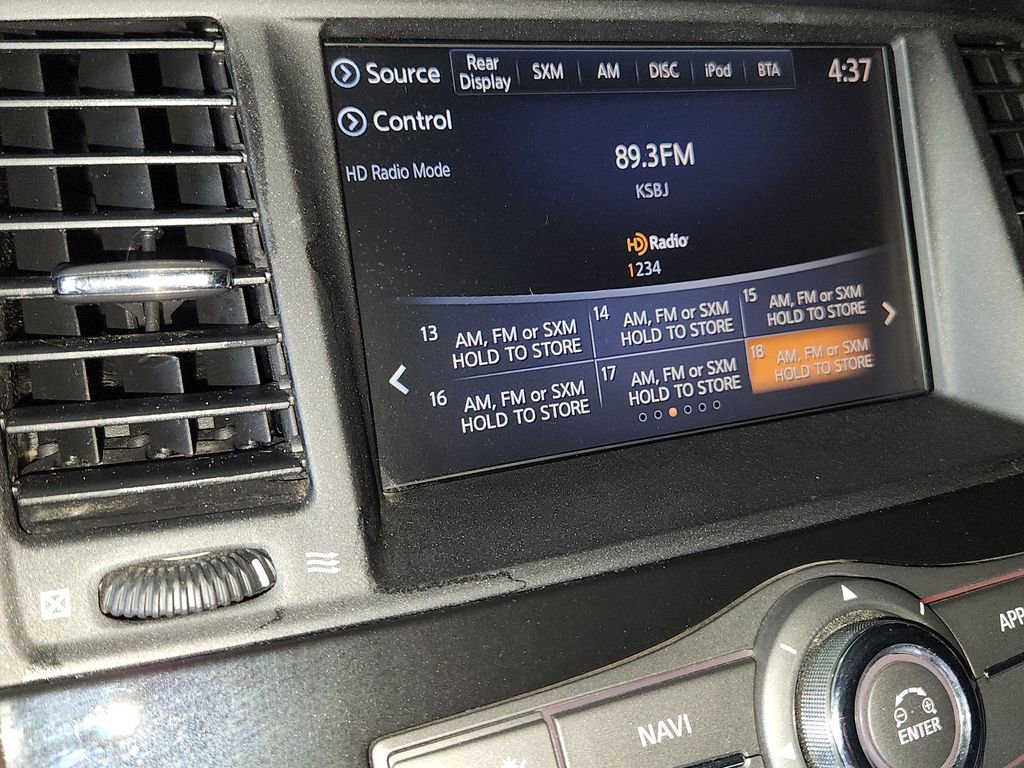 Source
Rear
Display
SXM
AM
DISC
iPod
BTA
4:37
Control
89.3FM
HD Radio Mode
KSBJ
HD Radio
1234
13
AM, FM or SXM
HOLD TO STORE
14
AM, FM or SXM
HOLD TO STORE
15
AM, FM or SXM
HOLD TO STORE
16
AM, FM or SXM
HOLD TO STORE
17
AM, FM or SXM
HOLD TO STORE
18
AM, FM or SXM
HOLD TO STORE
APP
NAVI
ENTER